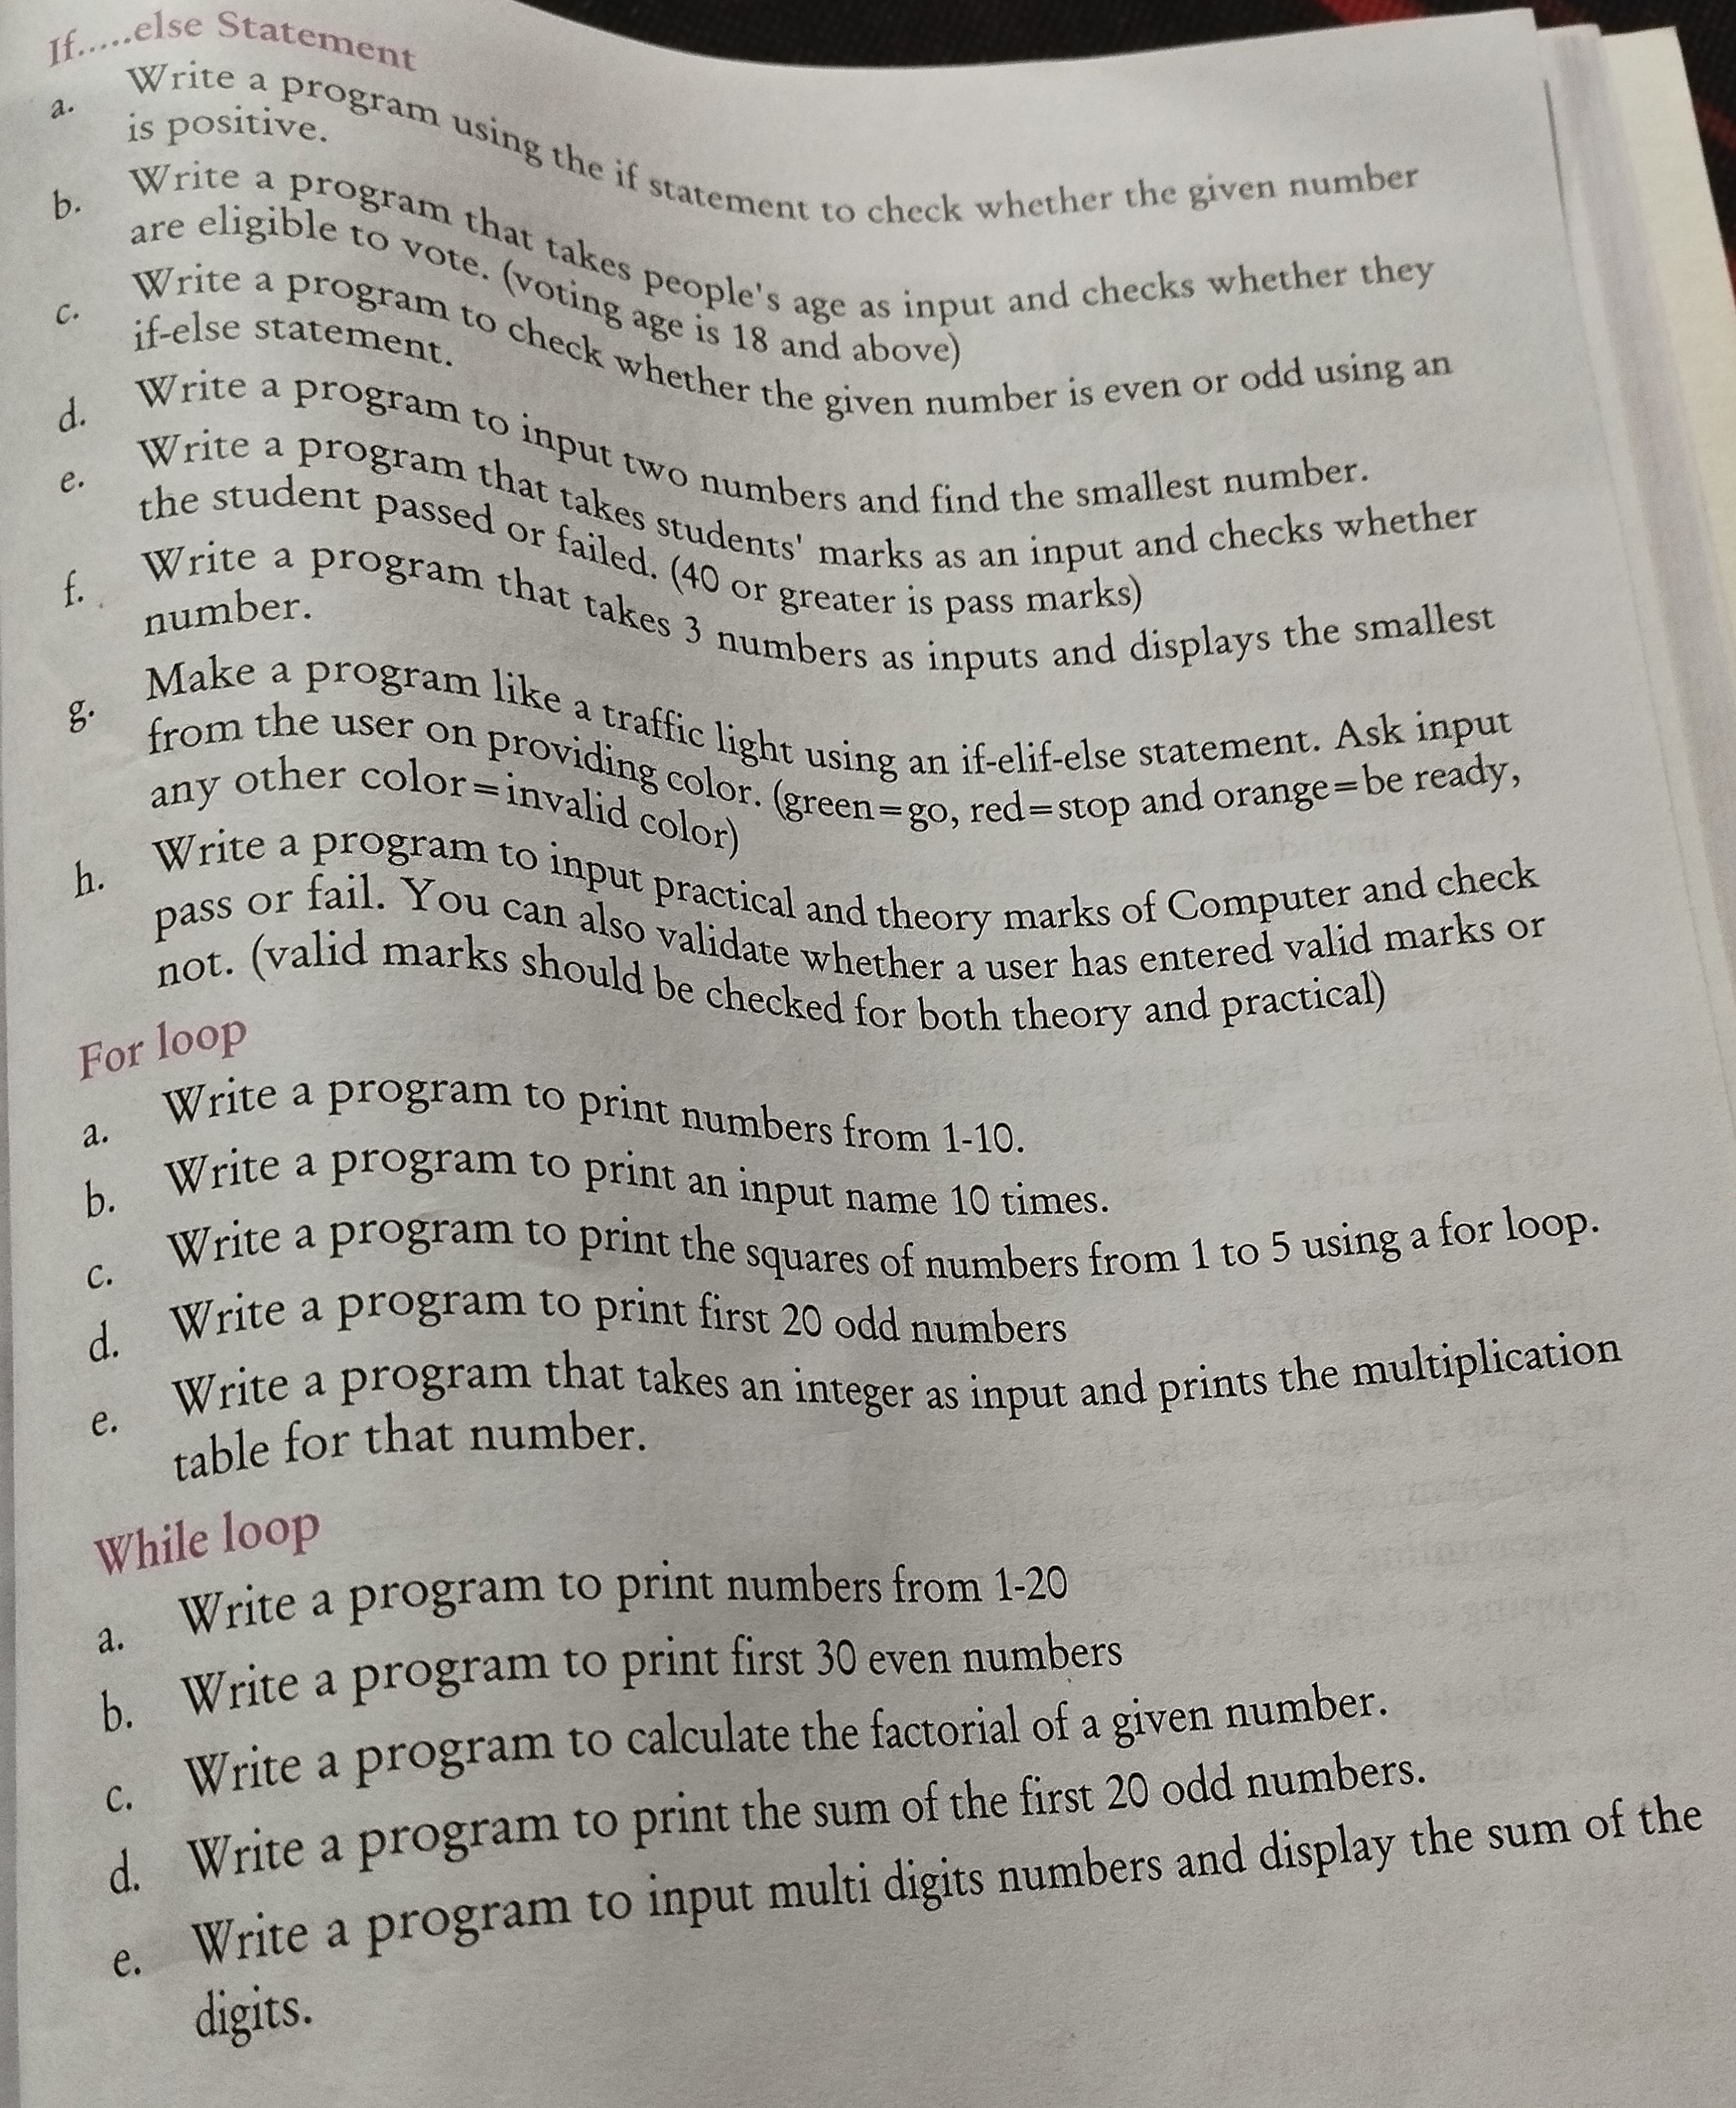 If.....else Statement
a. Write a program using the if statement to check whether the given number
is positive.
b. Write a program that takes people's age as input and checks whether they
are eligible to vote. (voting age is 18 and above)
c. Write a program to check whether the given number is even or odd using an
if-else statement.
d. Write a program to input two numbers and find the smallest number.
e. Write a program that takes students' marks as an input and checks whether
the student passed or failed. (40 or greater is pass marks)
f. Write a program that takes 3 numbers as inputs and displays the smallest
number.
g. Make a program like a traffic light using an if-elif-else statement. Ask input
from the user on providing color. (green=go, red=stop and orange=be ready,
any other color=invalid color)
h. Write a program to input practical and theory marks of Computer and check
pass or fail. You can also validate whether a user has entered valid marks or
not. (valid marks should be checked for both theory and practical)
For loop
a. Write a program to print numbers from 1-10.
b. Write a program to print an input name 10 times.
c. Write a program to print the squares of numbers from 1 to 5 using a for loop.
d. Write a program to print first 20 odd numbers
e. Write a program that takes an integer as input and prints the multiplication
table for that number.
While loop
a. Write a program to print numbers from 1-20
b. Write a program to print first 30 even numbers
c. Write a program to calculate the factorial of a given number.
d. Write a program to print the sum of the first 20 odd numbers.
e. Write a program to input multi digits numbers and display the sum of the
digits.